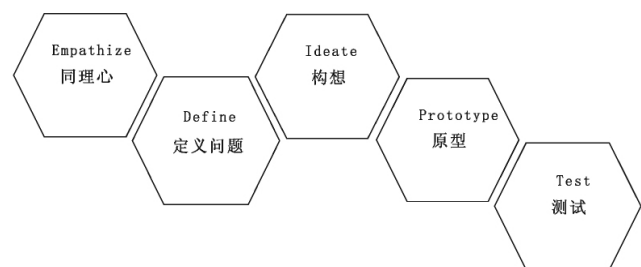 Empathize
同理心
Define
定义问题
Ideate
构想
Prototype
原型
Test
测试